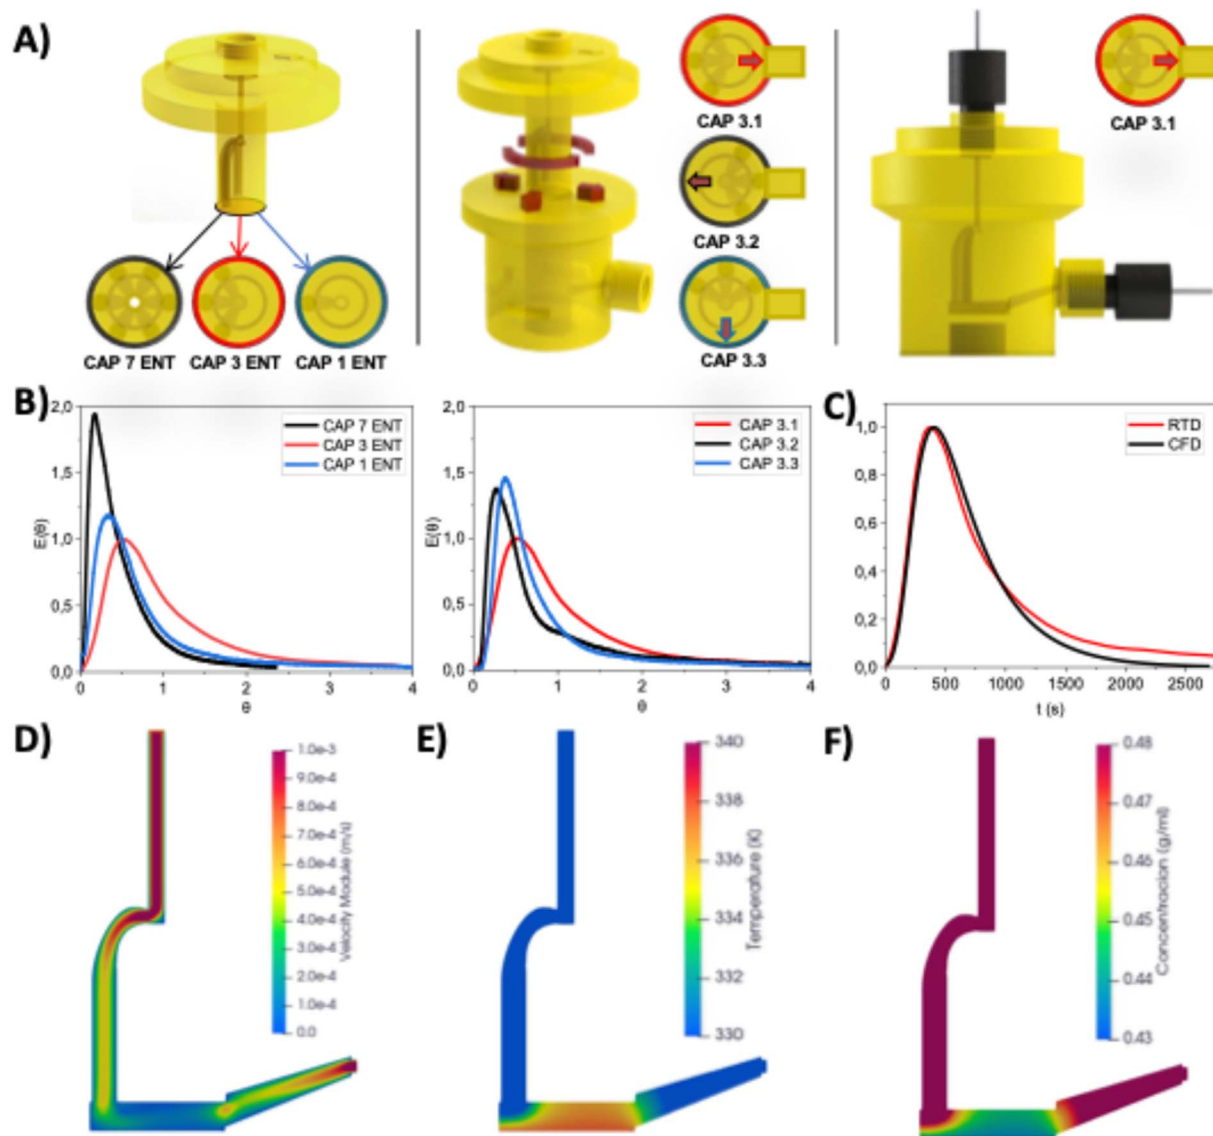 A)
CAP 7 ENT
CAP 3 ENT
CAP 1 ENT
CAP 3.1
CAP 3.2
CAP 3.3
CAP 3.1
B)
2,0
1,5
1,0
0,5
0,0
E(θ)
CAP 7 ENT
CAP 3 ENT
CAP 1 ENT
0 1 2 3 4
θ
2,0
1,5
1,0
0,5
0,0
E(θ)
CAP 3.1
CAP 3.2
CAP 3.3
0 1 2 3 4
θ
C)
1,0
0,8
0,6
0,4
0,2
0,0
RTD
CFD
0 500 1000 1500 2000 2500
t (s)
D)
1.0e-3
9.0e-4
8.0e-4
7.0e-4
6.0e-4
5.0e-4
4.0e-4
3.0e-4
2.0e-4
1.0e-4
0.0
Velocity Module (m/s)
E)
340
338
336
334
332
330
Temperature (K)
F)
0.48
0.47
0.46
0.45
0.44
0.43
Concentracion (g/ml)